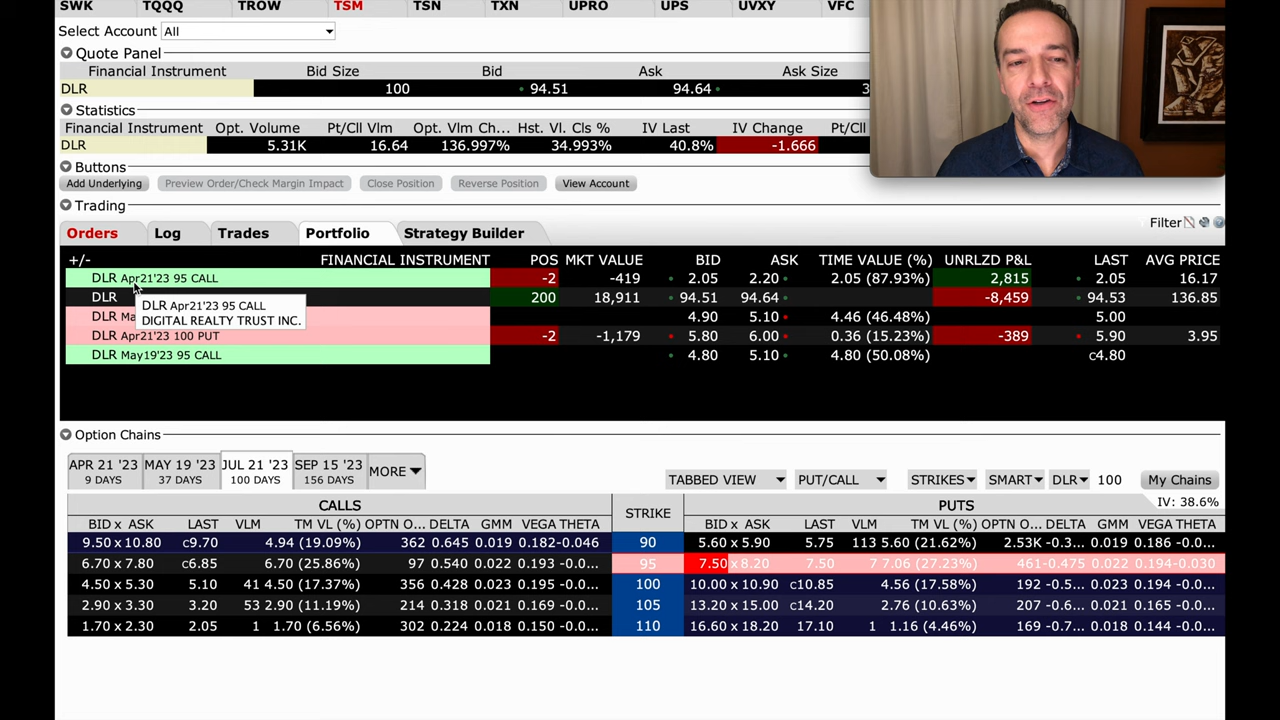 SWK TQQQ TROW TSM TSN TXN UPRO UPS UVXY VFC
Select Account All
Quote Panel
Financial Instrument Bid Size Bid Ask Ask Size
DLR 100 94.51 94.64 3
Statistics
Financial Instrument Opt. Volume Pt/Cll Vlm Opt. Vlm Ch... Hst. Vl. Cls % IV Last IV Change Pt/Cll
DLR 5.31K 16.64 136.997% 34.993% 40.8% -1.666
Buttons
Add Underlying Preview Order/Check Margin Impact Close Position Reverse Position View Account
Trading
Filter
Orders Log Trades Portfolio Strategy Builder
+/- FINANCIAL INSTRUMENT POS MKT VALUE BID ASK TIME VALUE (%) UNRLZD P&L LAST AVG PRICE
DLR Apr21'23 95 CALL -2 -419 2.05 2.20 2.05 (87.93%) 2,815 2.05 16.17
DLR 200 18,911 94.51 94.64 -8,459 94.53 136.85
DLR Apr21'23 95 CALL
DIGITAL REALTY TRUST INC.
DLR Ma 4.90 5.10 4.46 (46.48%) 5.00
DLR Apr21'23 100 PUT -2 -1,179 5.80 6.00 0.36 (15.23%) -389 5.90 3.95
DLR May19'23 95 CALL 4.80 5.10 4.80 (50.08%) c4.80
Option Chains
APR 21 '23 MAY 19 '23 JUL 21 '23 SEP 15 '23 MORE
9 DAYS 37 DAYS 100 DAYS 156 DAYS
TABBED VIEW PUT/CALL STRIKES SMART DLR 100 My Chains
IV: 38.6%
CALLS STRIKE PUTS
BID x ASK LAST VLM TM VL (%) OPTN O... DELTA GMM VEGA THETA BID x ASK LAST VLM TM VL (%) OPTN O... DELTA GMM VEGA THETA
9.50 x 10.80 c9.70 4.94 (19.09%) 362 0.645 0.019 0.182 -0.046 90 5.60 x 5.90 5.75 113 5.60 (21.62%) 2.53K -0.3... 0.019 0.186 -0.0...
6.70 x 7.80 c6.85 6.70 (25.86%) 97 0.540 0.022 0.193 -0.0... 95 7.50 x 8.20 7.50 7 7.06 (27.23%) 461 -0.475 0.022 0.194 -0.030
4.50 x 5.30 5.10 41 4.50 (17.37%) 356 0.428 0.023 0.195 -0.0... 100 10.00 x 10.90 c10.85 4.56 (17.58%) 192 -0.5... 0.023 0.194 -0.0...
2.90 x 3.30 3.20 53 2.90 (11.19%) 214 0.318 0.021 0.169 -0.0... 105 13.20 x 15.00 c14.20 2.76 (10.63%) 207 -0.6... 0.021 0.165 -0.0...
1.70 x 2.30 2.05 1 1.70 (6.56%) 302 0.224 0.018 0.150 -0.0... 110 16.60 x 18.20 17.10 1 1.16 (4.46%) 169 -0.7... 0.018 0.144 -0.0...